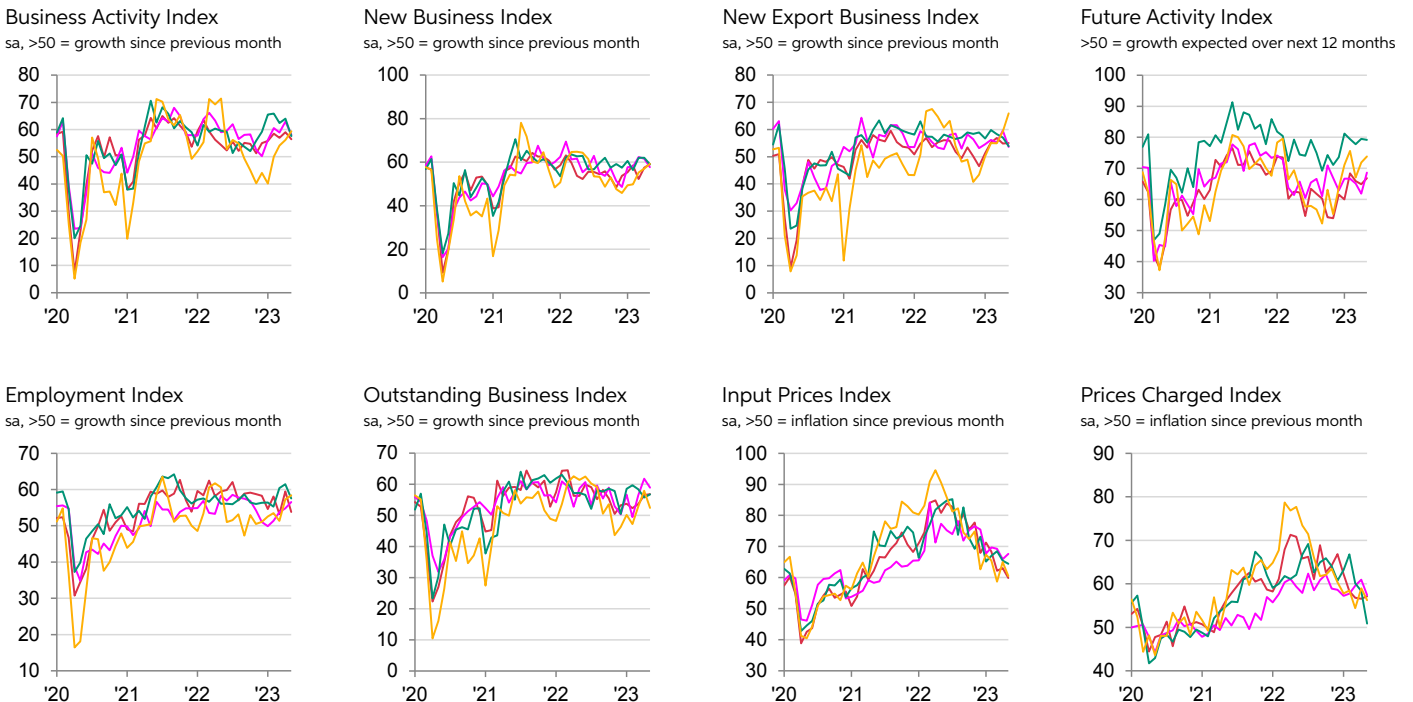 Business Activity Index
sa, >50 = growth since previous month
80
70
60
50
40
30
20
10
0
'20 '21 '22 '23
New Business Index
sa, >50 = growth since previous month
100
80
60
40
20
0
'20 '21 '22 '23
New Export Business Index
sa, >50 = growth since previous month
80
70
60
50
40
30
20
10
0
'20 '21 '22 '23
Future Activity Index
>50 = growth expected over next 12 months
100
90
80
70
60
50
40
30
'20 '21 '22 '23
Employment Index
sa, >50 = growth since previous month
70
60
50
40
30
20
10
'20 '21 '22 '23
Outstanding Business Index
sa, >50 = growth since previous month
70
60
50
40
30
20
10
0
'20 '21 '22 '23
Input Prices Index
sa, >50 = inflation since previous month
100
90
80
70
60
50
40
30
'20 '21 '22 '23
Prices Charged Index
sa, >50 = inflation since previous month
90
80
70
60
50
40
'20 '21 '22 '23